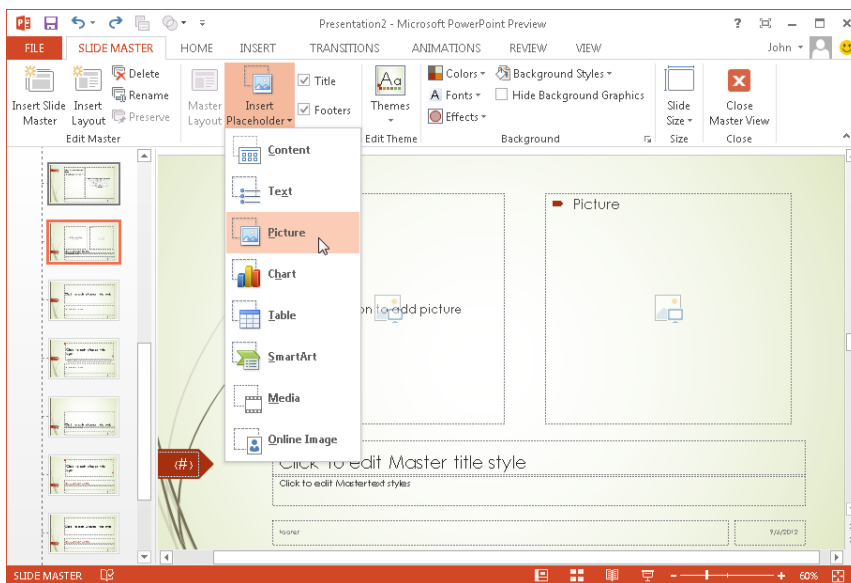 Presentation2 - Microsoft PowerPoint Preview
FILE SLIDE MASTER HOME INSERT TRANSITIONS ANIMATIONS REVIEW VIEW John
Insert Slide Master
Insert Layout
Delete
Rename
Preserve
Master Layout
Insert Placeholder
Title
Footers
Themes
Colors
Fonts
Effects
Background Styles
Hide Background Graphics
Slide Size
Close Master View
Edit Master
Edit Theme
Background
Size
Close
Content
Text
Picture
Chart
Table
SmartArt
Media
Online Image
Picture
to add picture
(#)
Click to edit Master title style
Click to edit Master text styles
footer
9/6/2012
SLIDE MASTER
60%